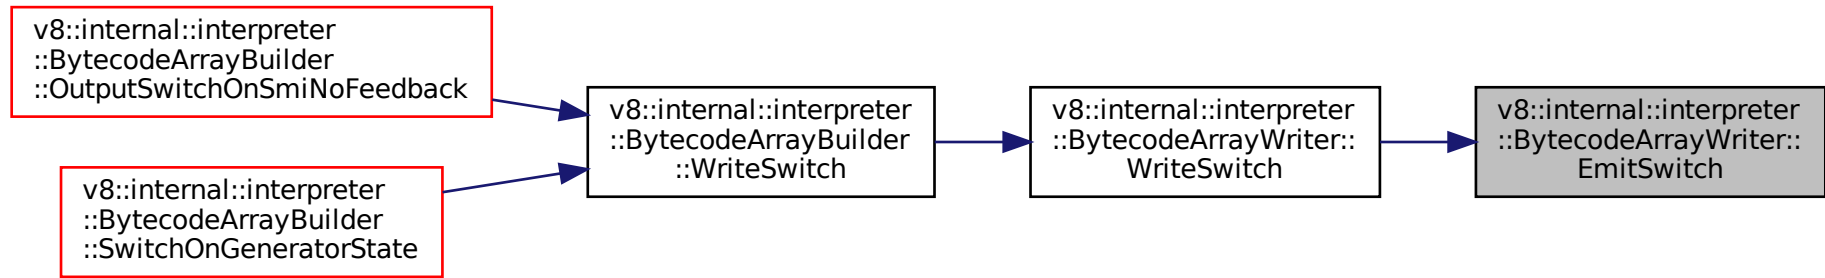 v8::internal::interpreter
::BytecodeArrayBuilder
::OutputSwitchOnSmiNoFeedback
v8::internal::interpreter
::BytecodeArrayBuilder
::SwitchOnGeneratorState
v8::internal::interpreter
::BytecodeArrayBuilder
::WriteSwitch
v8::internal::interpreter
::BytecodeArrayWriter::
WriteSwitch
v8::internal::interpreter
::BytecodeArrayWriter::
EmitSwitch